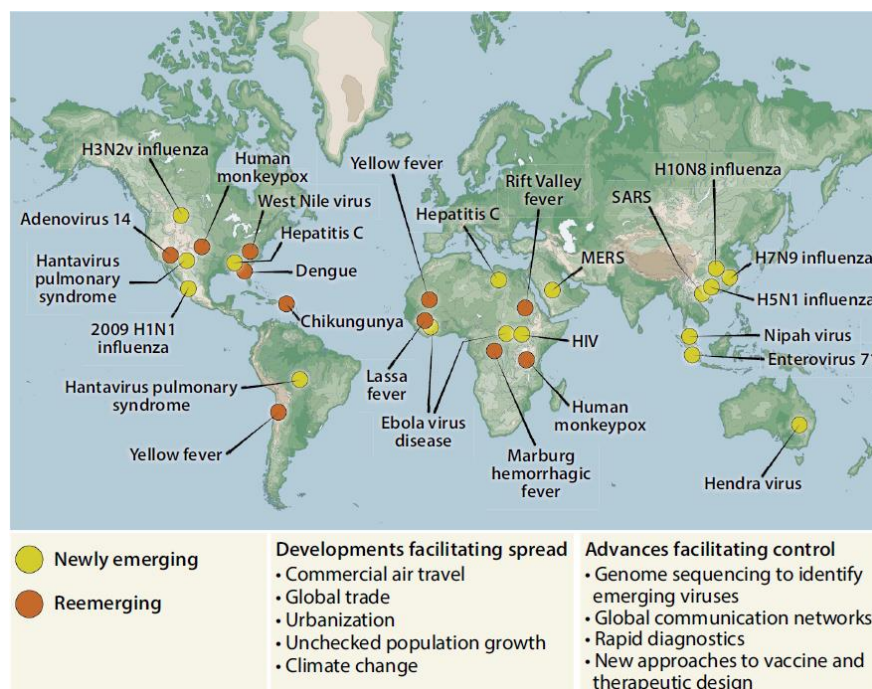 H3N2v influenza
Human
monkeypox
West Nile virus
Adenovirus 14
Hepatitis C
Hantavirus
pulmonary
syndrome
Dengue
2009 H1N1
influenza
Chikungunya
Hantavirus pulmonary
syndrome
Yellow fever
Yellow fever
Hepatitis C
Rift Valley
fever
MERS
Lassa
fever
Ebola virus
disease
HIV
Human
monkeypox
Marburg
hemorrhagic
fever
H10N8 influenza
SARS
H7N9 influenza
H5N1 influenza
Nipah virus
Enterovirus 71
Hendra virus
Newly emerging
Reemerging
Developments facilitating spread
• Commercial air travel
• Global trade
• Urbanization
• Unchecked population growth
• Climate change
Advances facilitating control
• Genome sequencing to identify
emerging viruses
• Global communication networks
• Rapid diagnostics
• New approaches to vaccine and
therapeutic design